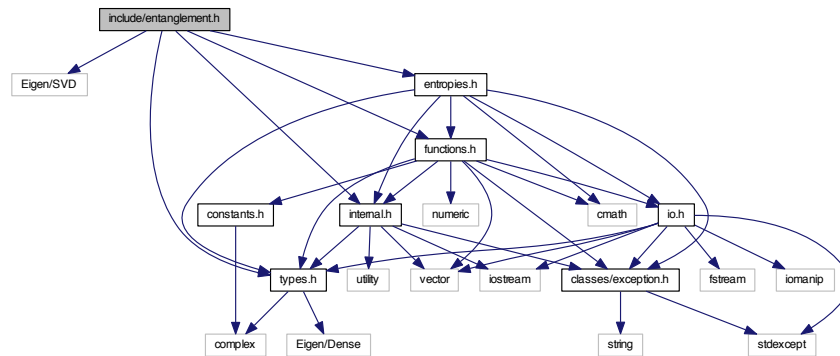 include/entanglement.h
Eigen/SVD
entropies.h
functions.h
constants.h
internal.h
numeric
cmath
io.h
types.h
utility
vector
iostream
classes/exception.h
fstream
iomanip
complex
Eigen/Dense
string
stdexcept